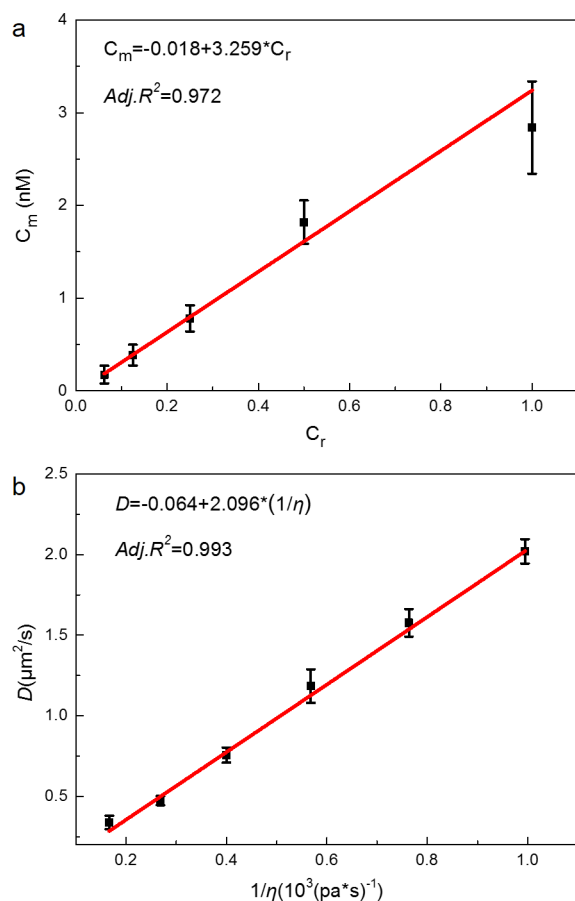 a
Cₘ=-0.018+3.259*Cᵣ
Adj.R²=0.972
4
3
2
1
0
Cₘ (nM)
0.0 0.2 0.4 0.6 0.8 1.0
Cᵣ
b
D=-0.064+2.096*(1/η)
Adj.R²=0.993
2.5
2.0
1.5
1.0
0.5
D(μm²/s)
0.2 0.4 0.6 0.8 1.0
1/η(10³(pa*s)⁻¹)